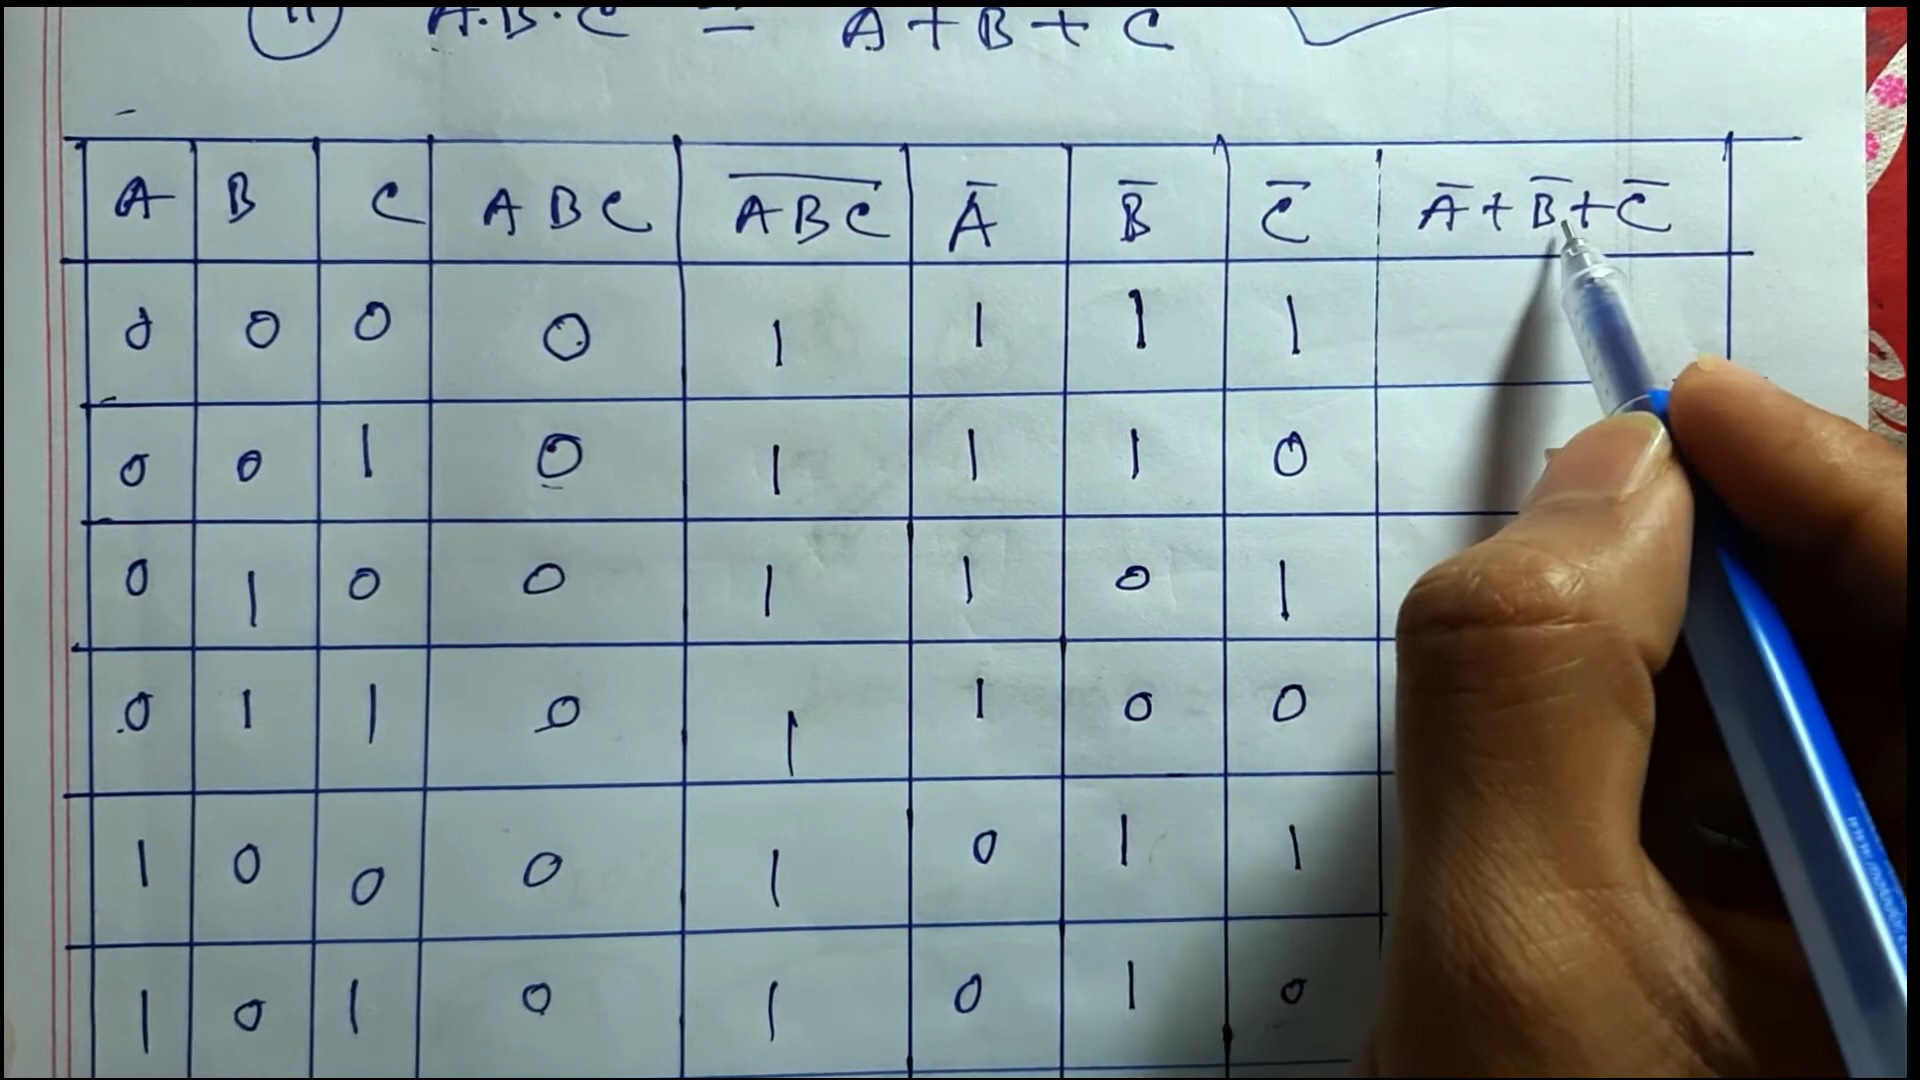 A.B.C = A+B+C
A B C ABC A̅B̅C̅ A̅ B̅ C̅ A̅+B̅+C̅
0 0 0 0 1 1 1 1
0 0 1 0 1 1 1 0
0 1 0 0 1 1 0 1
0 1 1 0 1 1 0 0
1 0 0 0 1 0 1 1
1 0 1 0 1 0 1 0